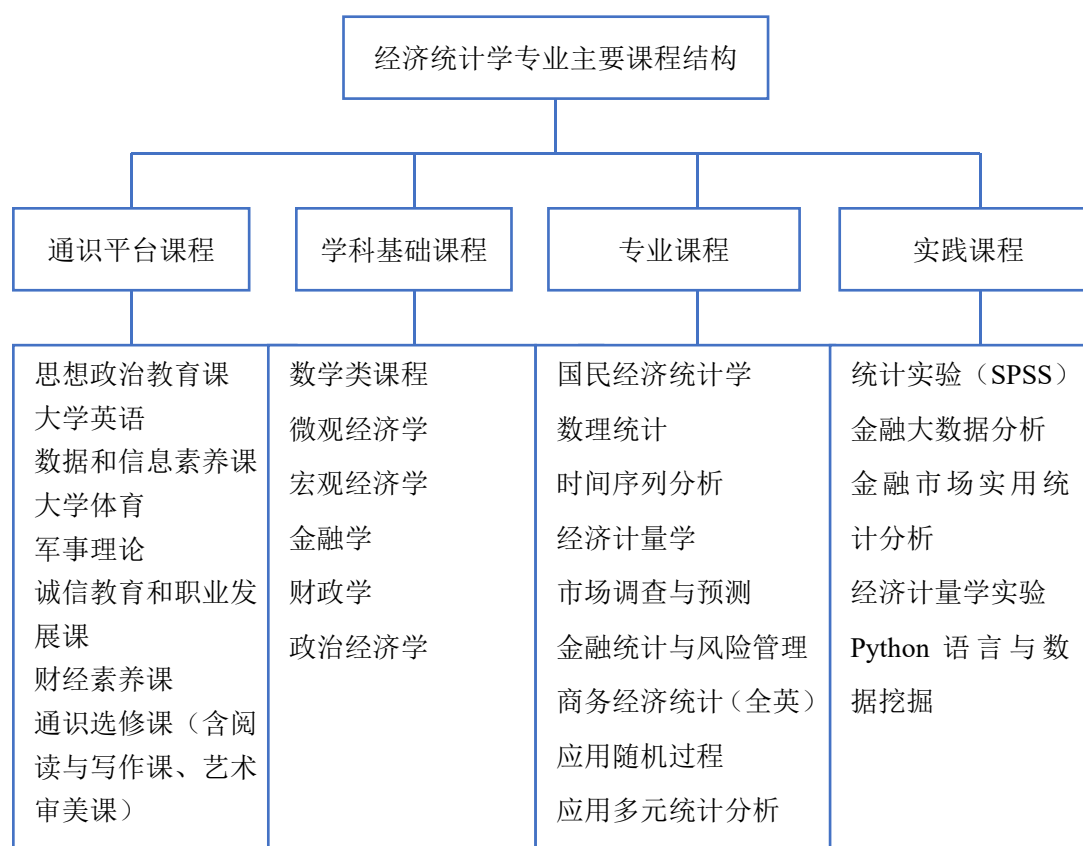 经济统计学专业主要课程结构
通识平台课程
学科基础课程
专业课程
实践课程
思想政治教育课
大学英语
数据和信息素养课
大学体育
军事理论
诚信教育和职业发
展课
财经素养课
通识选修课（含阅
读与写作课、艺术
审美课）
数学类课程
微观经济学
宏观经济学
金融学
财政学
政治经济学
国民经济统计学
数理统计
时间序列分析
经济计量学
市场调查与预测
金融统计与风险管理
商务经济统计（全英）
应用随机过程
应用多元统计分析
统计实验（SPSS）
金融大数据分析
金融市场实用统
计分析
经济计量学实验
Python 语言与数
据挖掘